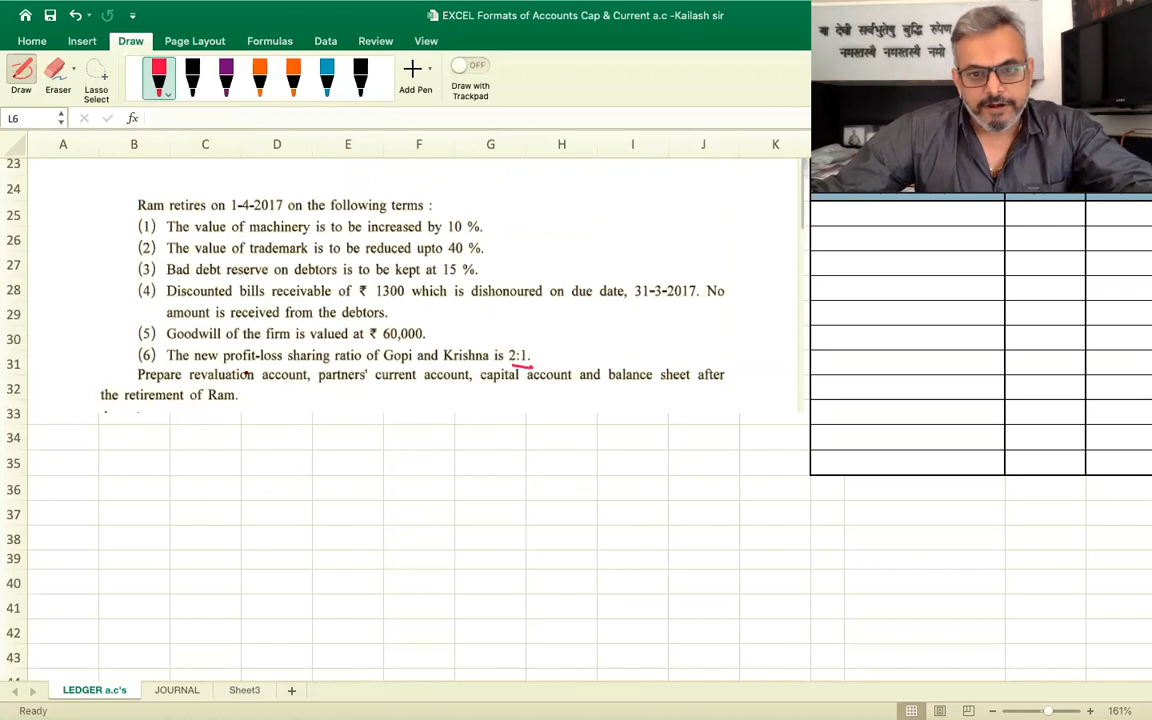 EXCEL Formats of Accounts Cap & Current a.c -Kailash sir
Home Insert Draw Page Layout Formulas Data Review View
Draw Eraser Lasso Select Add Pen OFF Draw with Trackpad
L6 fx
A B C D E F G H I J K
23
24
25
26
27
28
29
30
31
32
33
34
35
36
37
38
39
40
41
42
43
Ram retires on 1-4-2017 on the following terms :
(1) The value of machinery is to be increased by 10 %.
(2) The value of trademark is to be reduced upto 40 %.
(3) Bad debt reserve on debtors is to be kept at 15 %.
(4) Discounted bills receivable of ₹ 1300 which is dishonoured on due date, 31-3-2017. No
amount is received from the debtors.
(5) Goodwill of the firm is valued at ₹ 60,000.
(6) The new profit-loss sharing ratio of Gopi and Krishna is 2:1.
Prepare revaluation account, partners' current account, capital account and balance sheet after
the retirement of Ram.
या देवी सर्वभुतेषु बुद्धि रुपेण
नमस्तस्यै नमस्तस्यै नमो
LEDGER a.c's JOURNAL Sheet3
Ready 161%